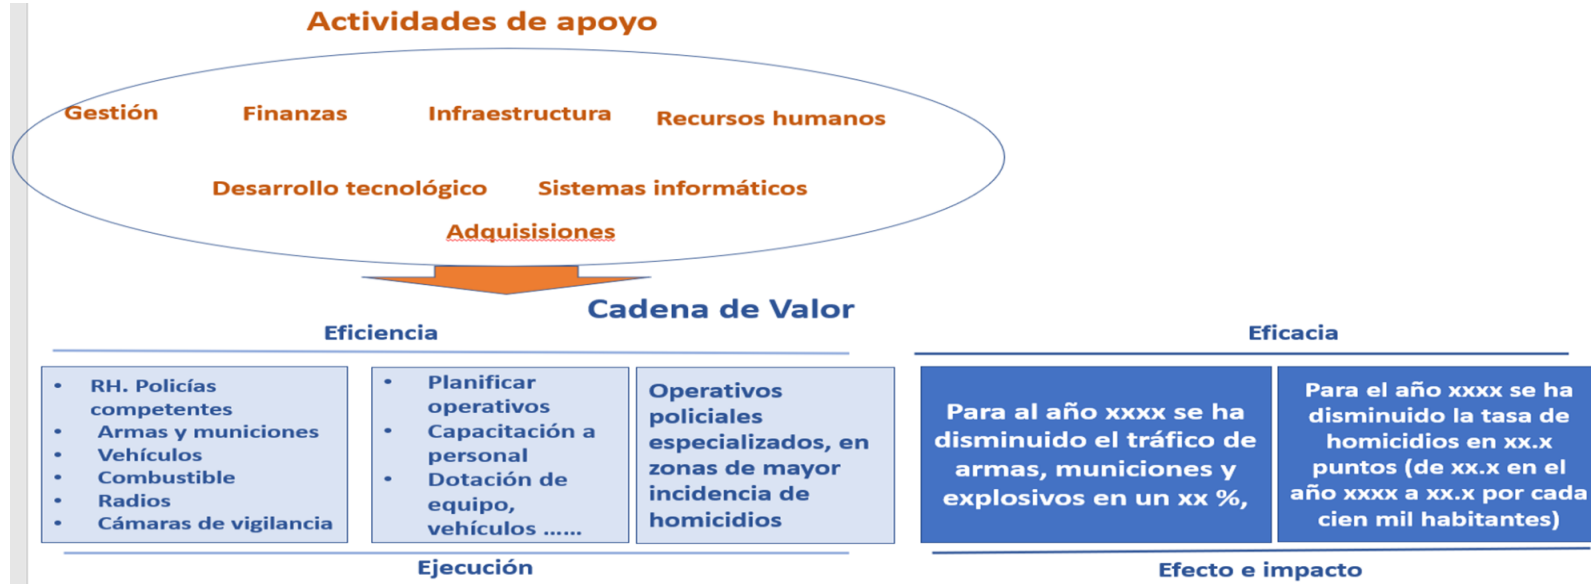 Actividades de apoyo
Gestión
Finanzas
Infraestructura
Recursos humanos
Desarrollo tecnológico
Sistemas informáticos
Adquisisiones
Cadena de Valor
Eficiencia
Eficacia
• RH. Policías
competentes
• Armas y municiones
• Vehículos
• Combustible
• Radios
• Cámaras de vigilancia
• Planificar
operativos
• Capacitación a
personal
• Dotación de
equipo,
vehículos ……
Operativos
policiales
especializados, en
zonas de mayor
incidencia de
homicidios
Para al año xxxx se ha
disminuido el tráfico de
armas, municiones y
explosivos en un xx %,
Para el año xxxx se ha
disminuido la tasa de
homicidios en xx.x
puntos (de xx.x en el
año xxxx a xx.x por cada
cien mil habitantes)
Ejecución
Efecto e impacto